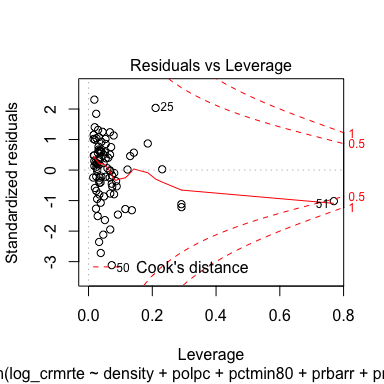 Residuals vs Leverage
Standardized residuals
2
1
0
-1
-2
-3
25
51
50
1
0.5
0.5
1
Cook's distance
0.0 0.2 0.4 0.6 0.8
Leverage
(log_crmrte ~ density + polpc + pctmin80 + prbarr +